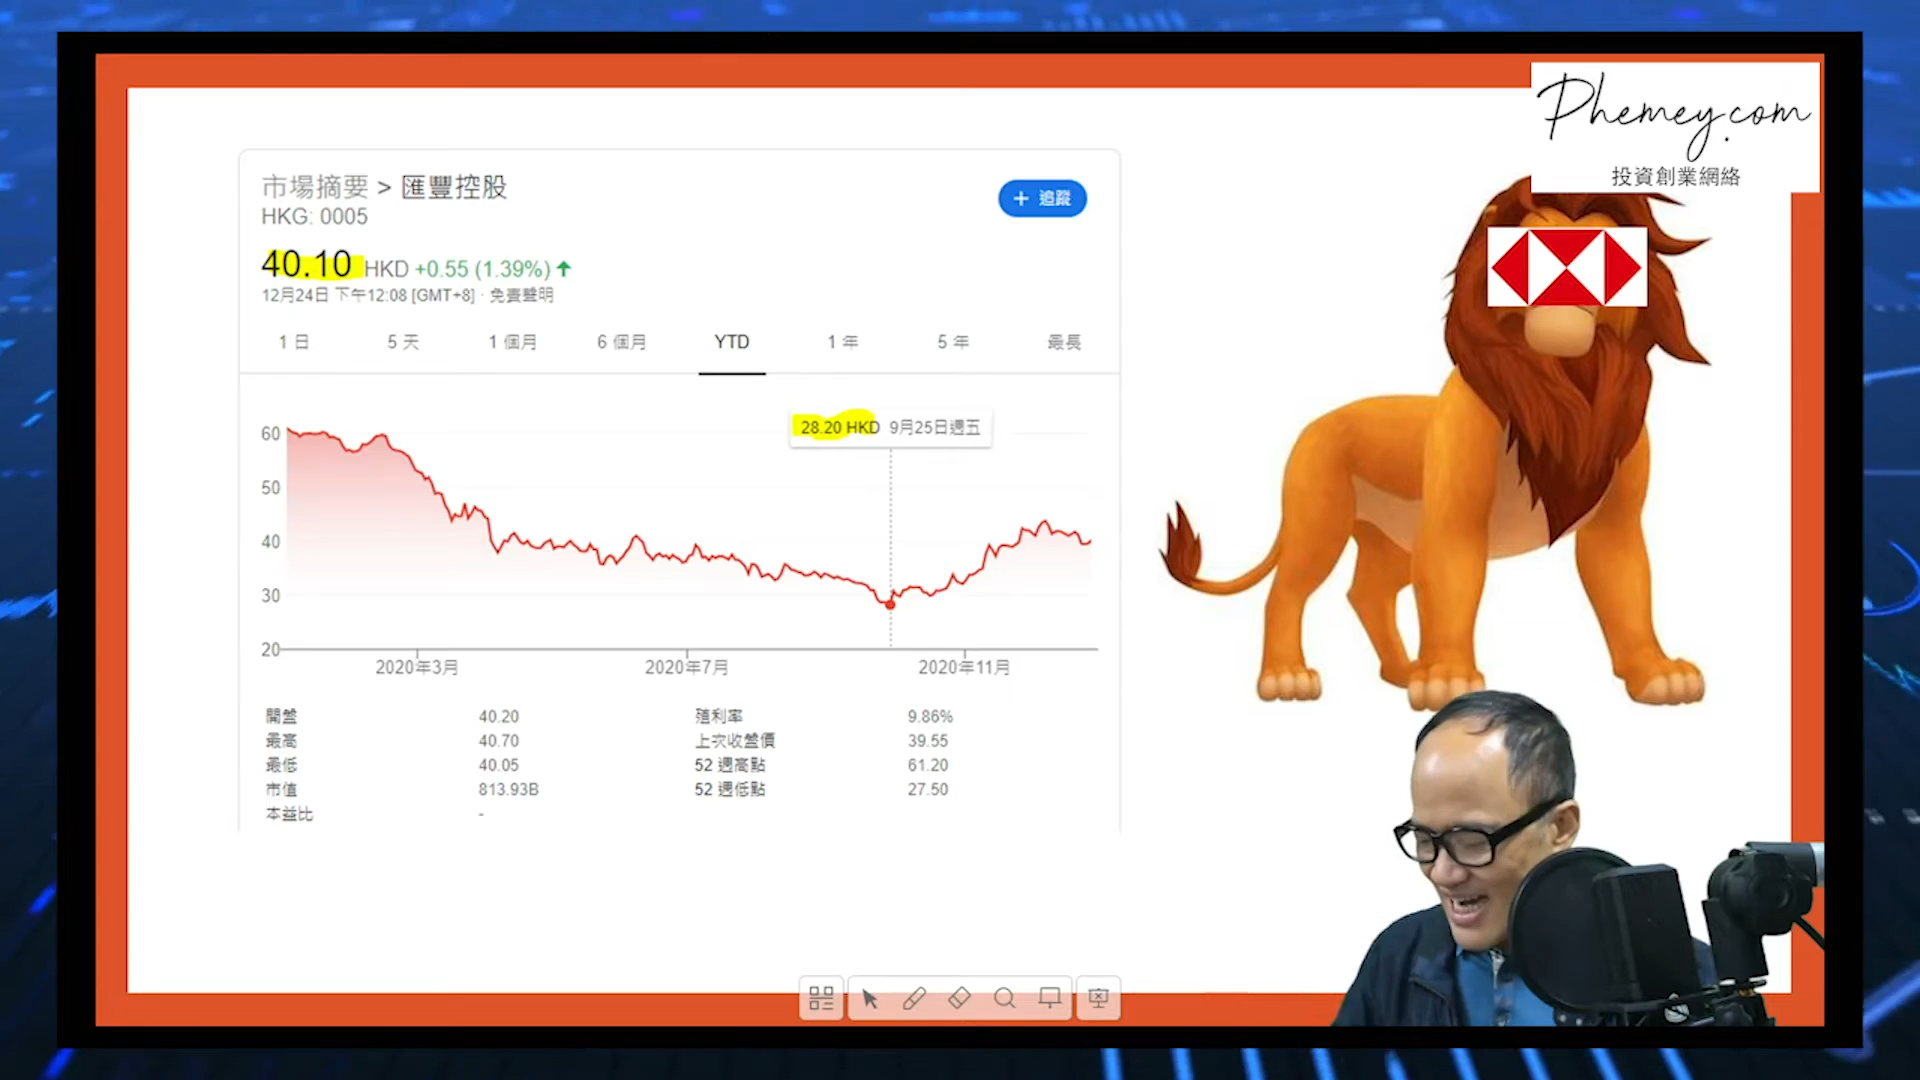 Phemey.com
投資創業網絡
市場摘要 > 匯豐控股
HKG: 0005
+ 追蹤
40.10 HKD +0.55 (1.39%)
12月24日 下午12:08 [GMT+8] · 免責聲明
1 日 5 天 1 個月 6 個月 YTD 1 年 5 年 最長
28.20 HKD 9月25日週五
60
50
40
30
20
2020年3月 2020年7月 2020年11月
開盤 40.20 殖利率 9.86%
最高 40.70 上次收盤價 39.55
最低 40.05 52 週高點 61.20
市值 813.93B 52 週低點 27.50
本益比 -